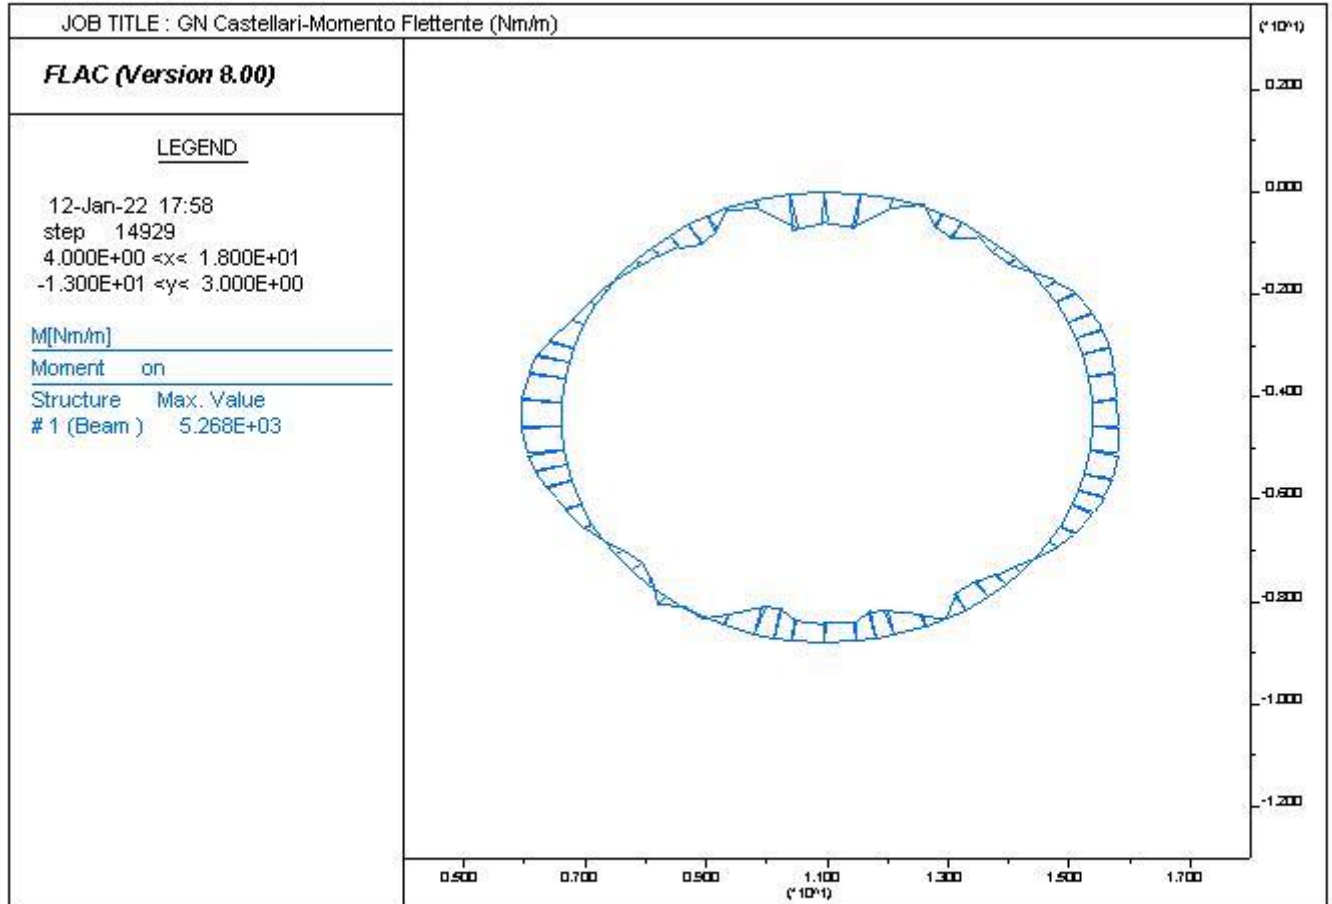 JOB TITLE : GN Castellari-Momento Flettente (Nm/m)
FLAC (Version 8.00)
LEGEND
12-Jan-22 17:58
step 14929
4.000E+00 <x< 1.800E+01
-1.300E+01 <y< 3.000E+00
M[Nm/m]
Moment on
Structure Max. Value
# 1 (Beam ) 5.268E+03
(*10^1)
0.200
0.000
-0.200
-0.400
-0.600
-0.800
-1.000
-1.200
0.500 0.700 0.900 1.100 1.300 1.500 1.700
(*10^1)